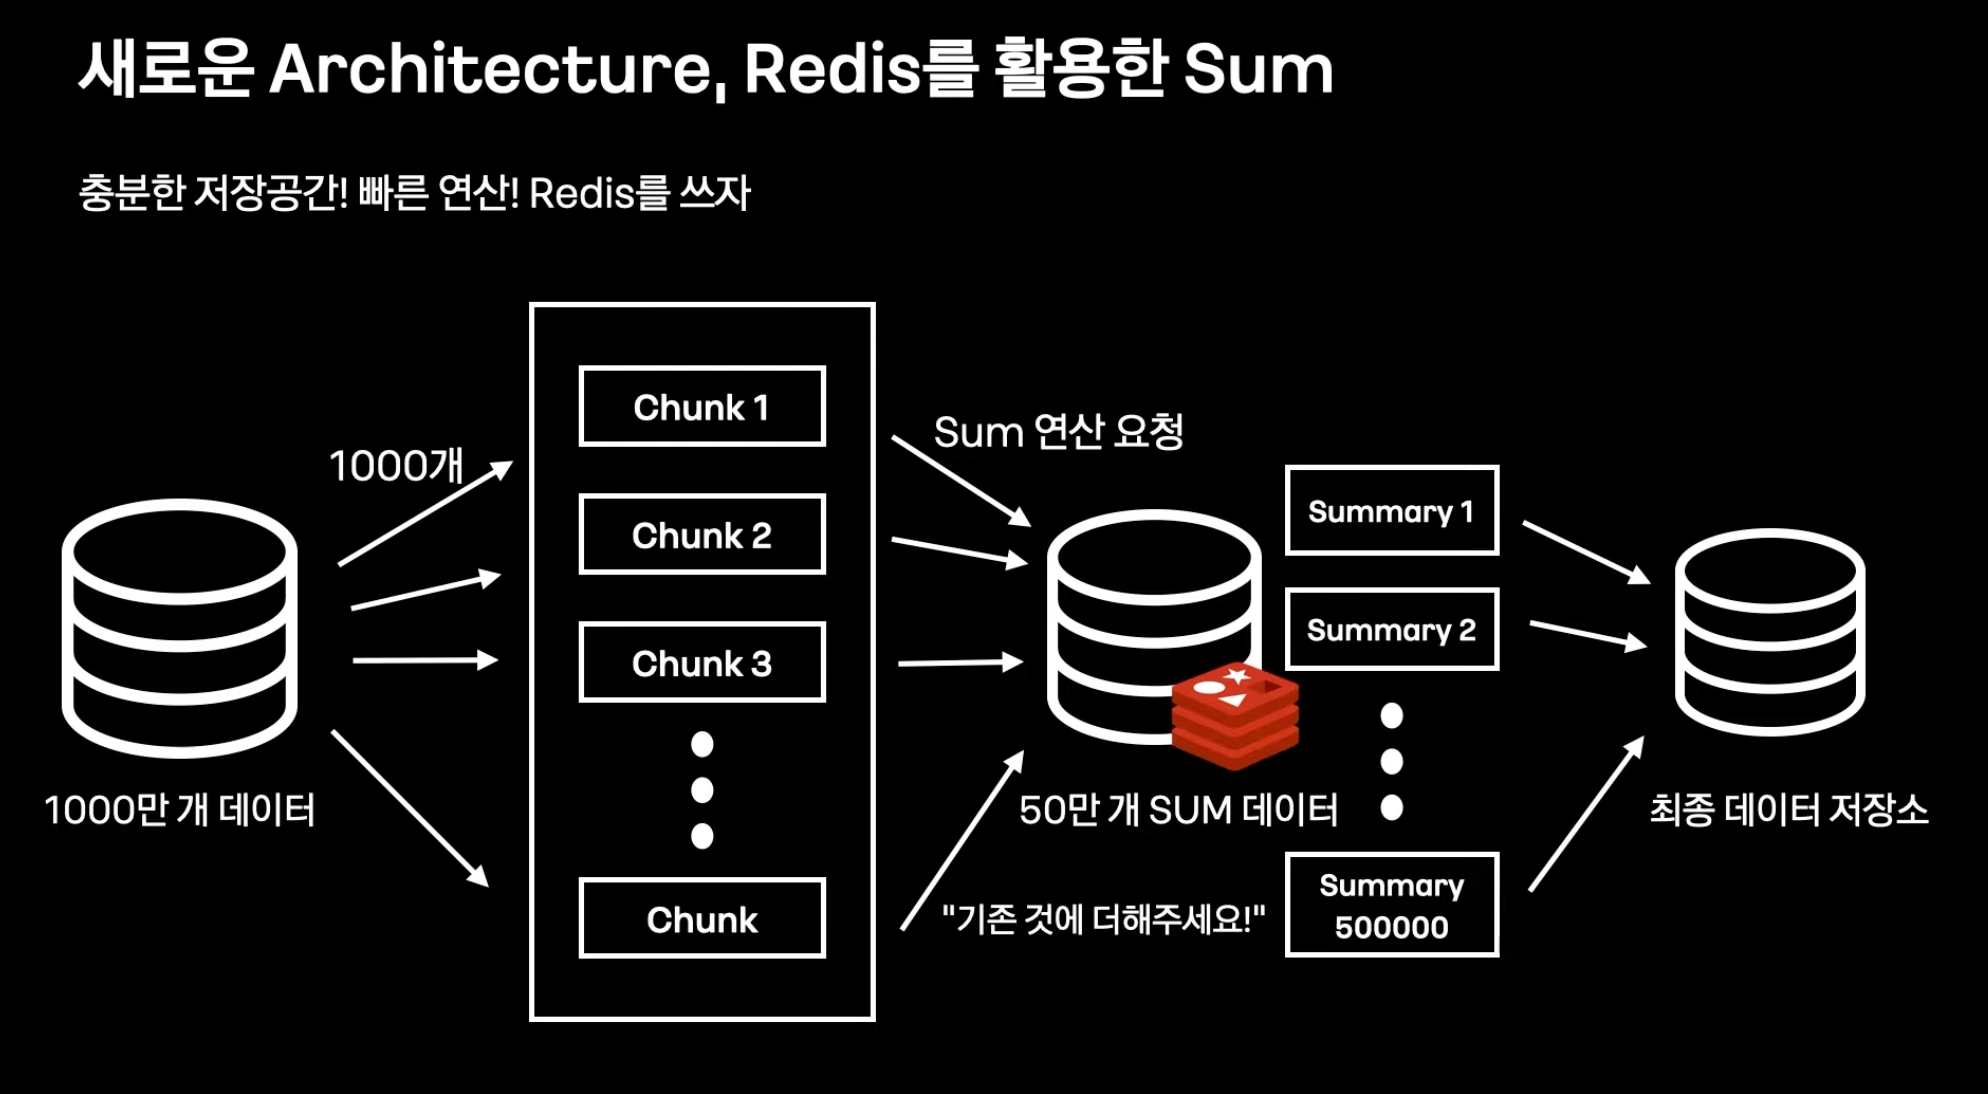 새로운 Architecture, Redis를 활용한 Sum
충분한 저장공간! 빠른 연산! Redis를 쓰자
1000개
1000만 개 데이터
Chunk 1
Chunk 2
Chunk 3
Chunk
Sum 연산 요청
50만 개 SUM 데이터
"기존 것에 더해주세요!"
Summary 1
Summary 2
Summary
500000
최종 데이터 저장소